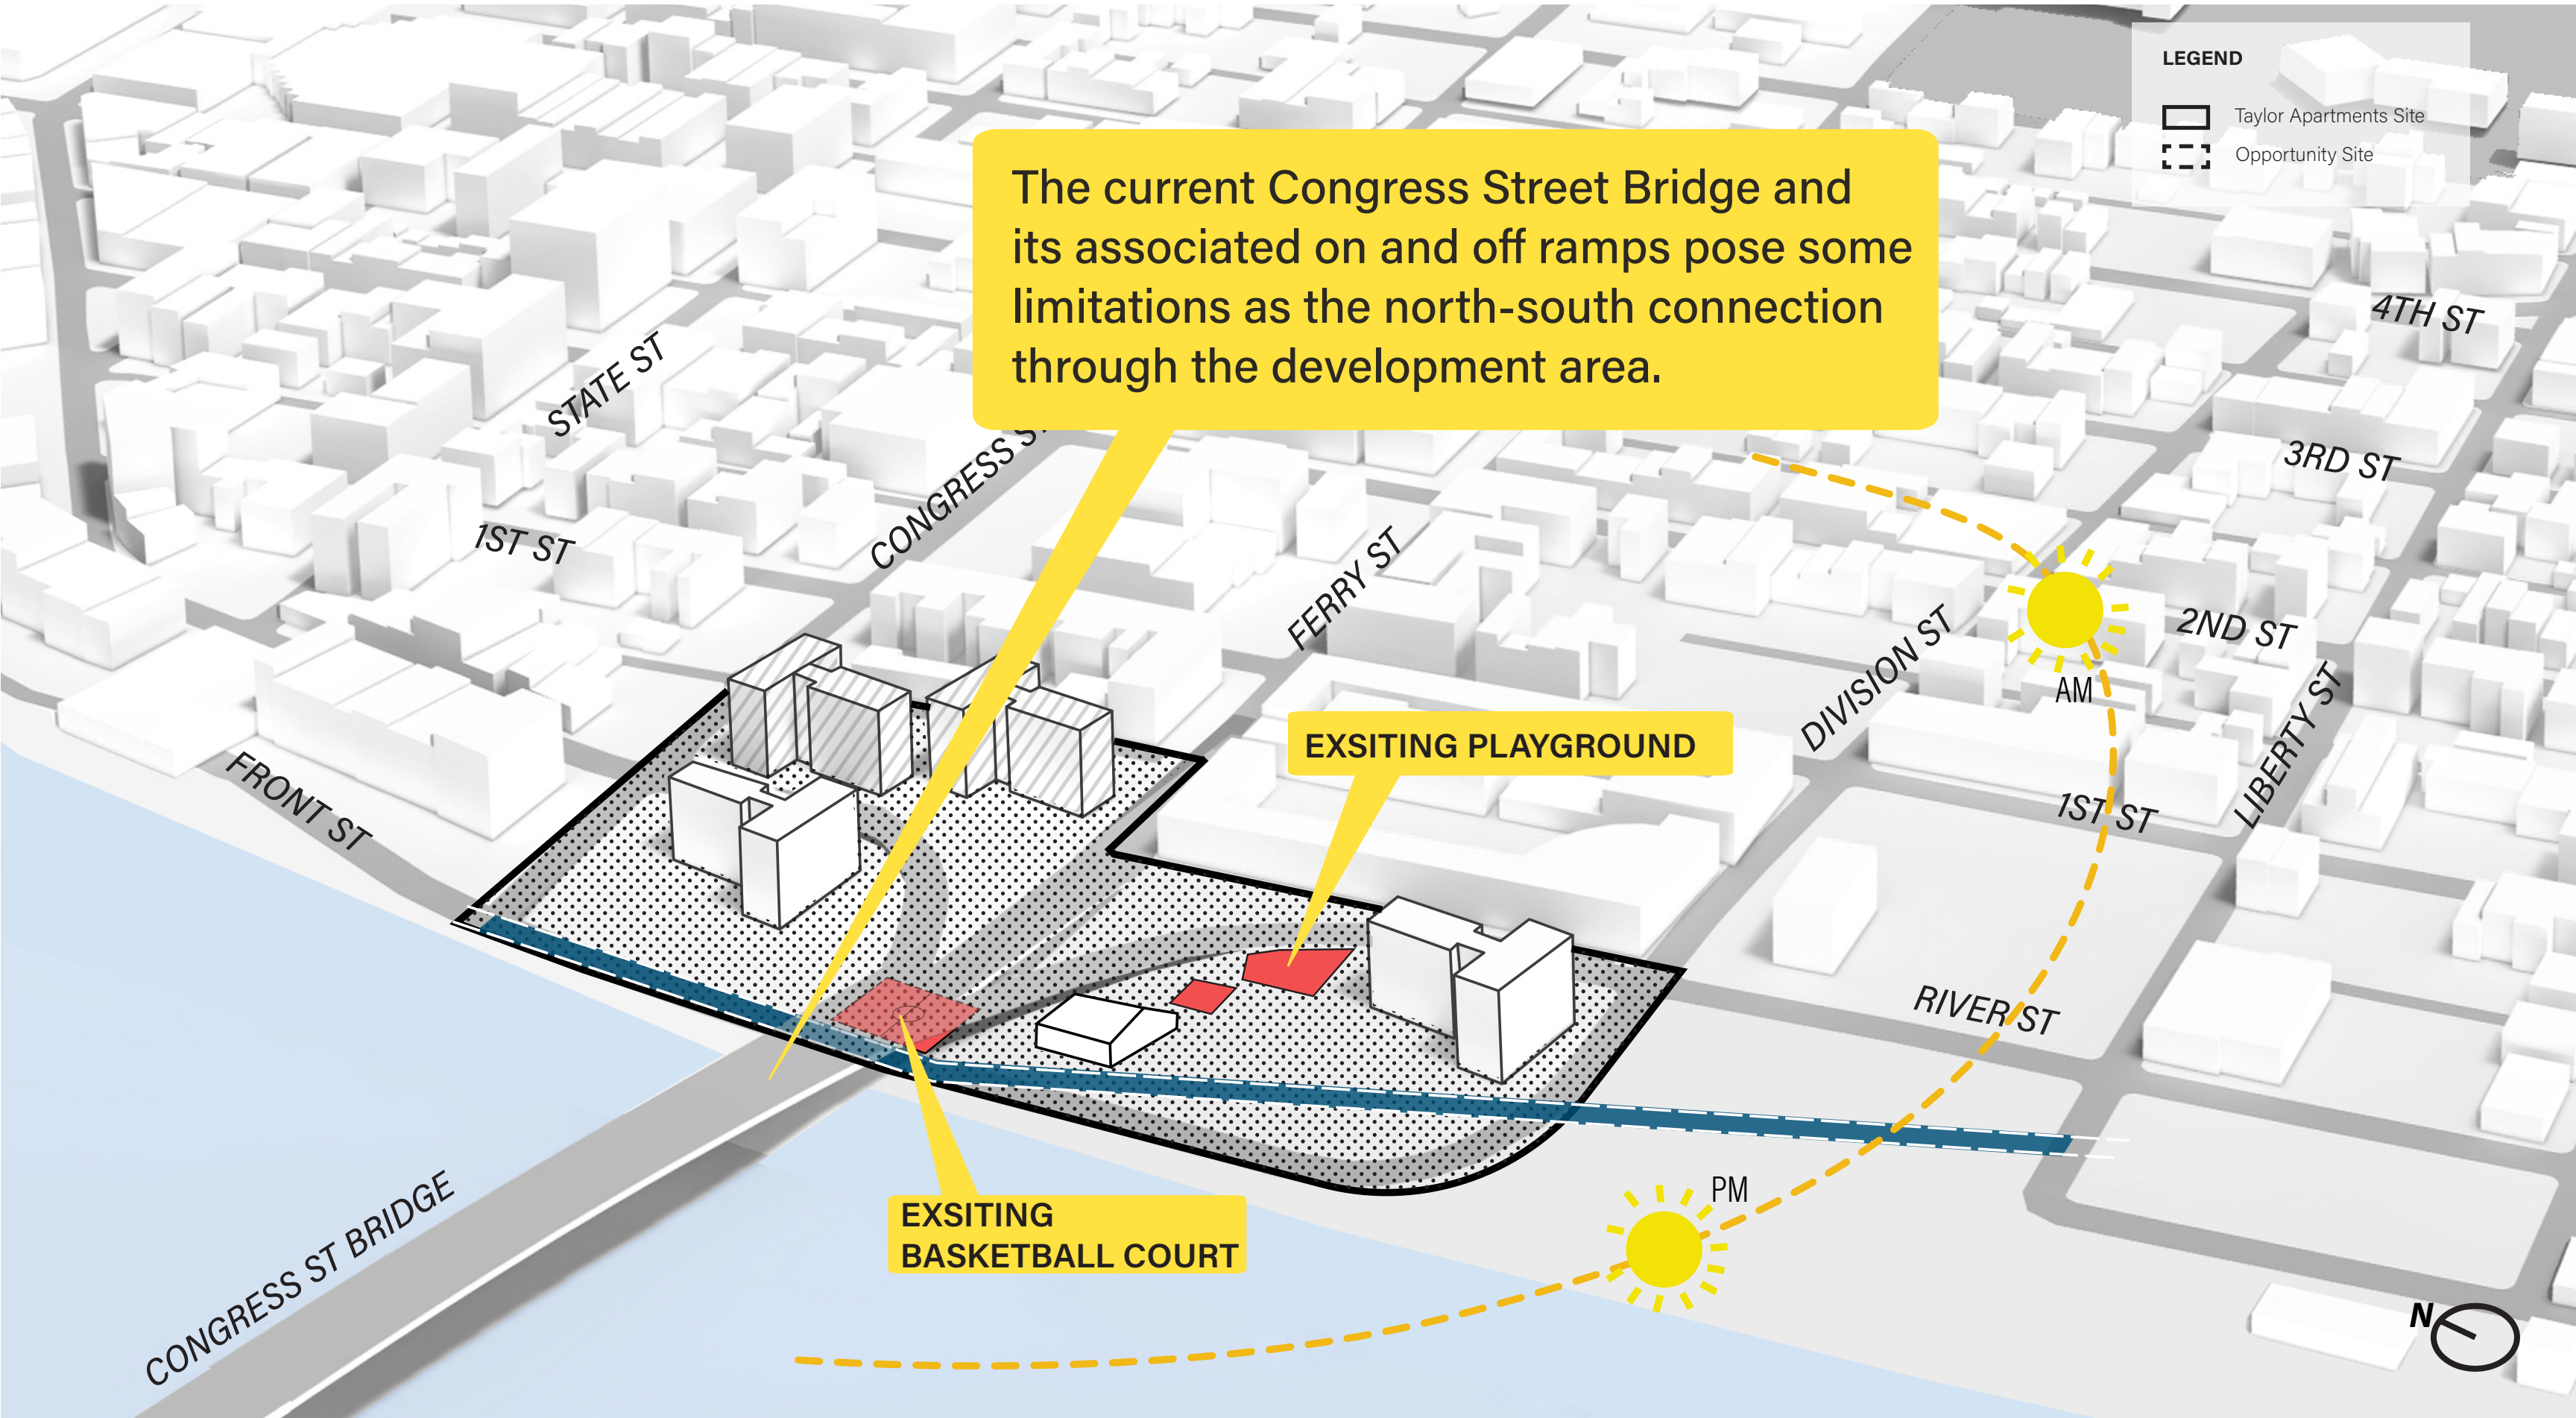 LEGEND
Taylor Apartments Site
Opportunity Site
The current Congress Street Bridge and
its associated on and off ramps pose some
limitations as the north-south connection
through the development area.
4TH ST
STATE ST
3RD ST
CONGRESS ST
1ST ST
FERRY ST
2ND ST
DIVISION ST
AM
LIBERTY ST
EXSITING PLAYGROUND
FRONT ST
1ST ST
RIVER ST
PM
EXSITING
BASKETBALL COURT
CONGRESS ST BRIDGE
N